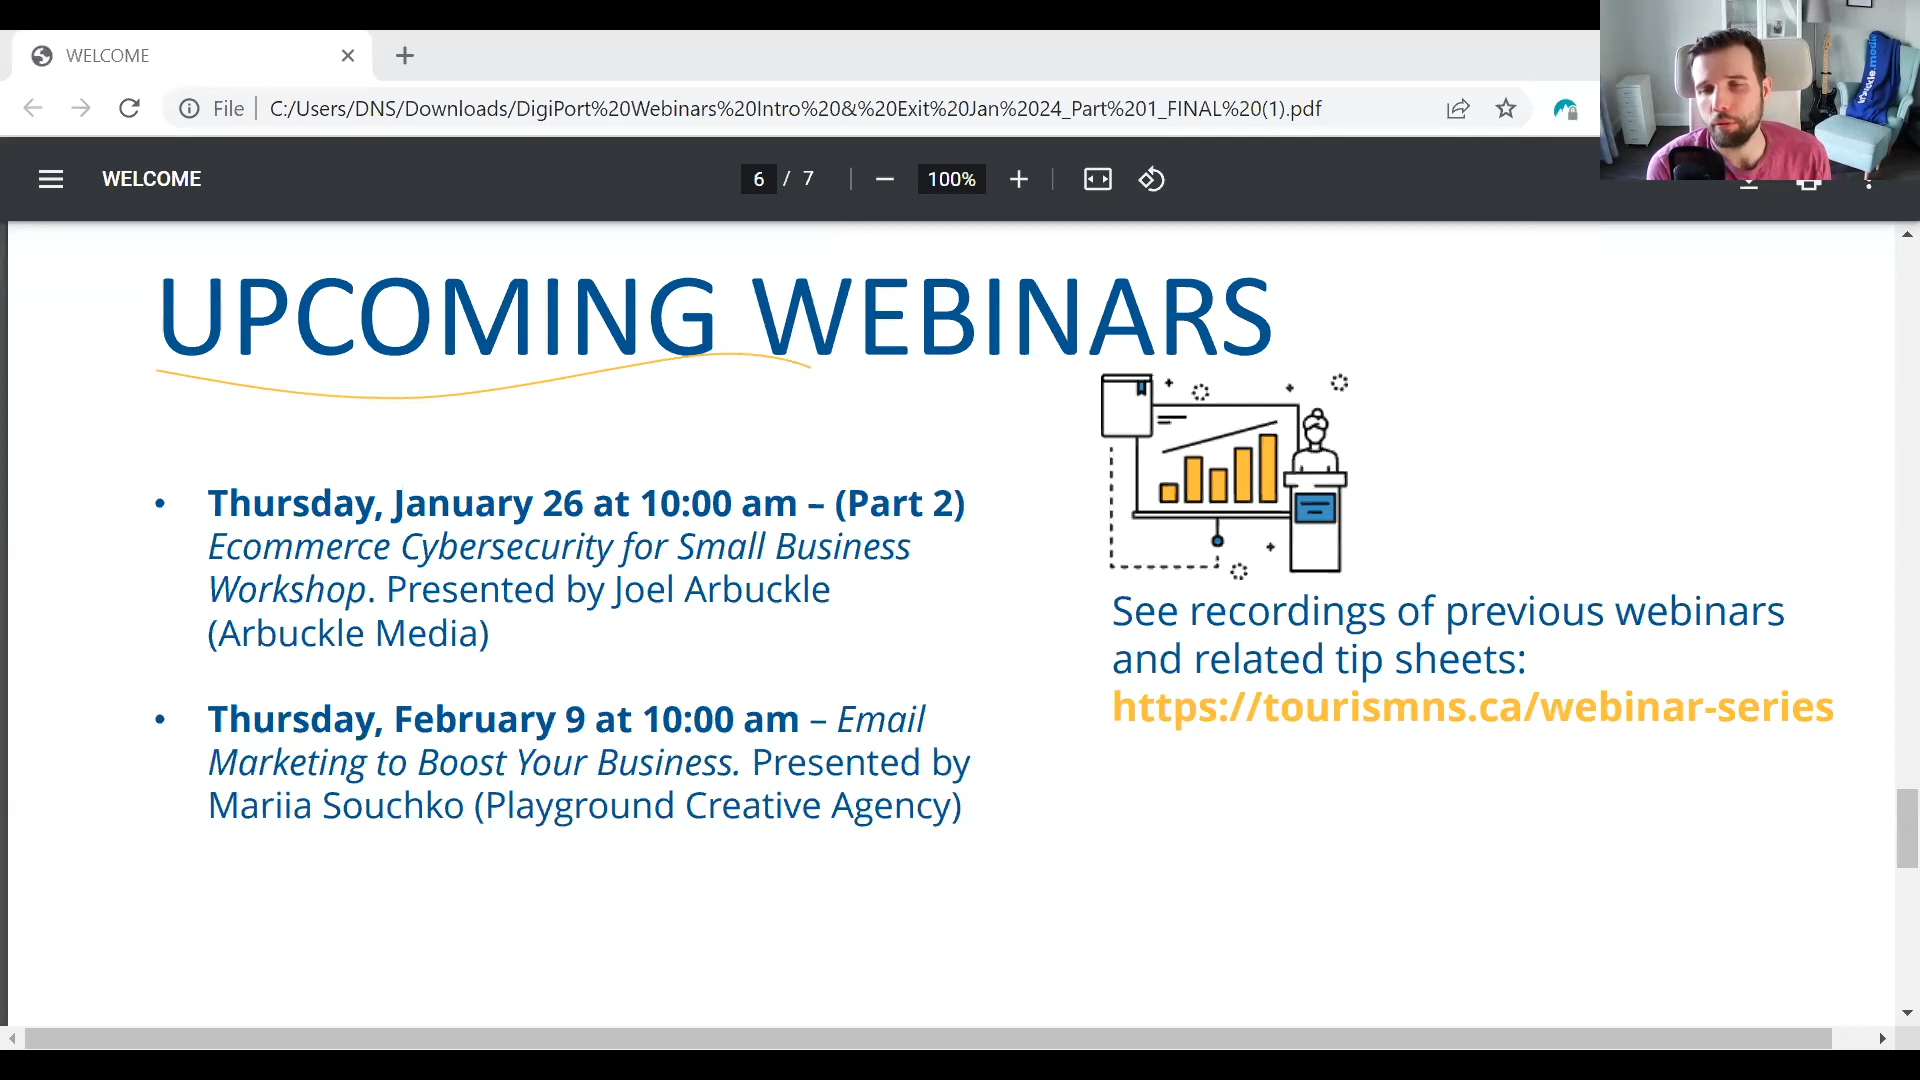 WELCOME
File
C:/Users/DNS/Downloads/DigiPort%20Webinars%20Intro%20&%20Exit%20Jan%2024_Part%201_FINAL%20(1).pdf
WELCOME
6 / 7
100%
UPCOMING WEBINARS
• Thursday, January 26 at 10:00 am – (Part 2)
Ecommerce Cybersecurity for Small Business
Workshop. Presented by Joel Arbuckle
(Arbuckle Media)
• Thursday, February 9 at 10:00 am – Email
Marketing to Boost Your Business. Presented by
Mariia Souchko (Playground Creative Agency)
See recordings of previous webinars
and related tip sheets:
https://tourismns.ca/webinar-series